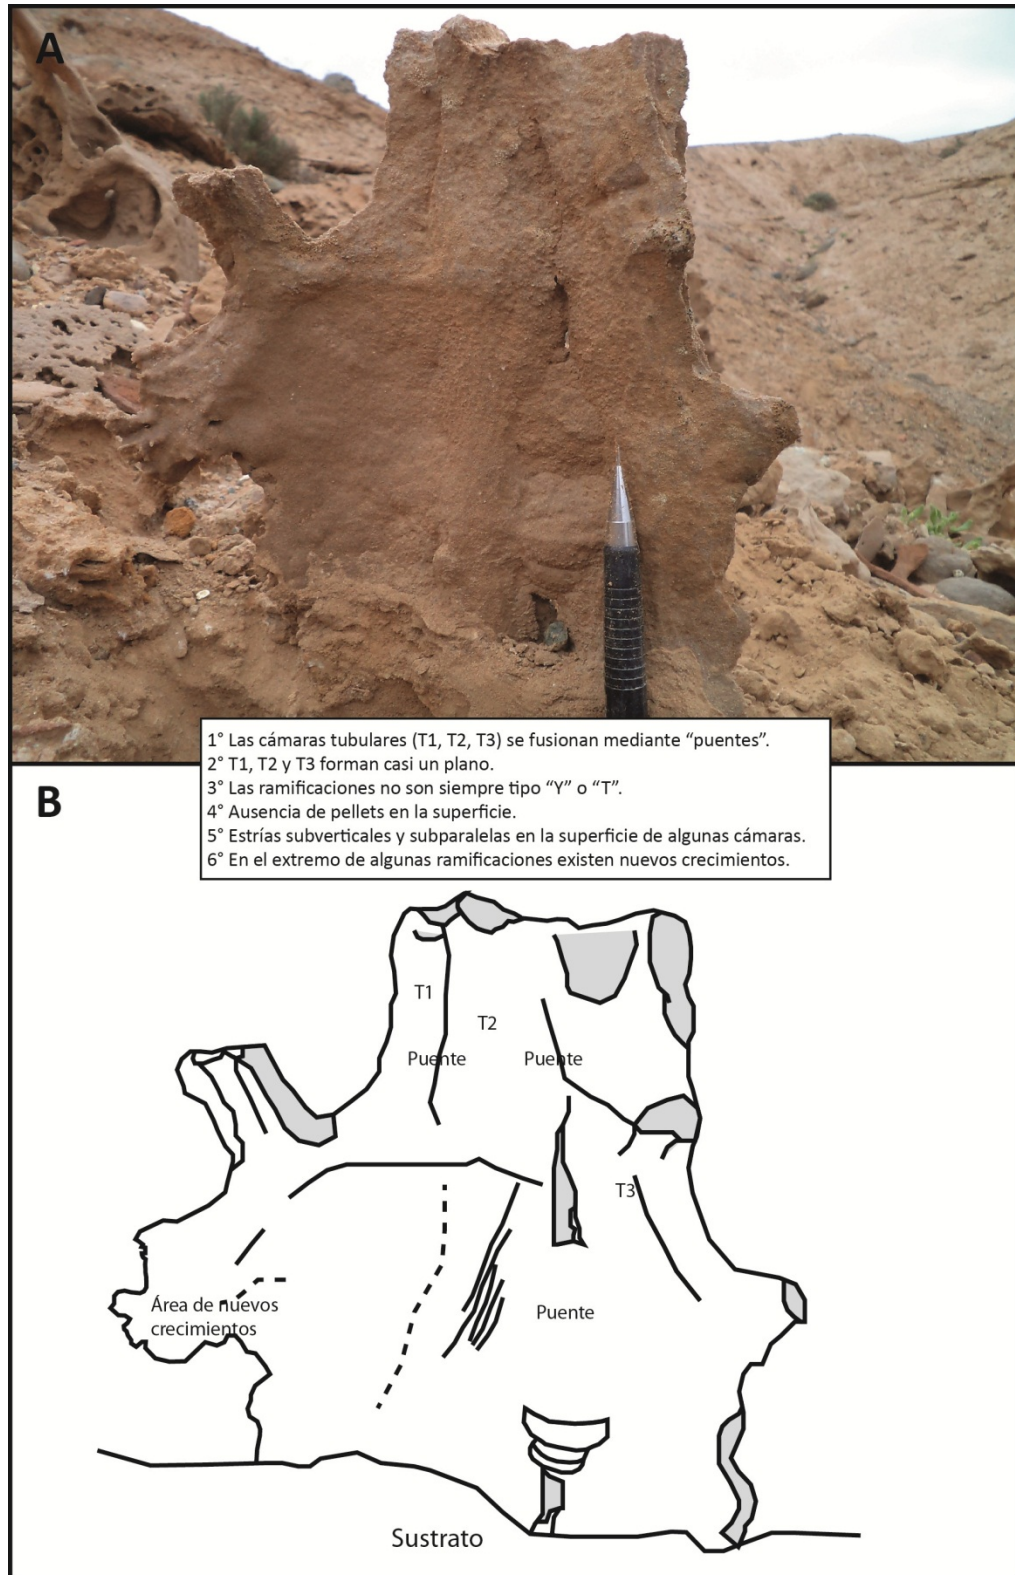 A
1° Las cámaras tubulares (T1, T2, T3) se fusionan mediante “puentes”.
2° T1, T2 y T3 forman casi un plano.
3° Las ramificaciones no son siempre tipo “Y” o “T”.
4° Ausencia de pellets en la superficie.
5° Estrías subverticales y subparalelas en la superficie de algunas cámaras.
6° En el extremo de algunas ramificaciones existen nuevos crecimientos.
B
T1
T2
Puente
Puente
T3
Área de nuevos
crecimientos
Puente
Sustrato